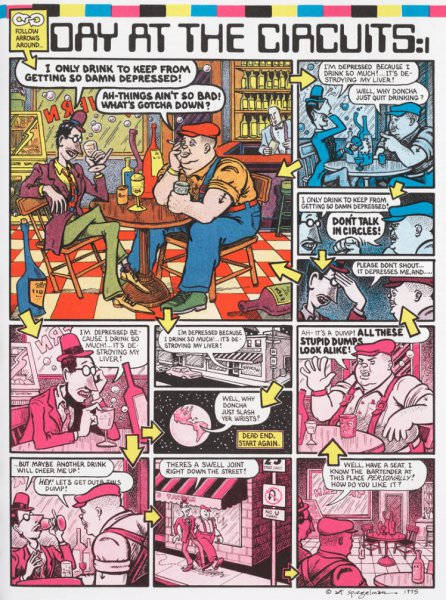 FOLLOW
ARROWS
AROUND...
DAY AT THE CIRCUITS:1
I ONLY DRINK TO KEEP FROM
GETTING SO DAMN DEPRESSED!
AH-THINGS AIN'T SO BAD!
WHAT'S GOTCHA DOWN?
I'M DEPRESSED BECAUSE I
DRINK SO MUCH!... IT'S DE-
STROYING MY LIVER!
WELL, WHY DONCHA
JUST QUIT DRINKING?
I ONLY DRINK TO KEEP FROM
GETTING SO DAMN DEPRESSED!
DON'T TALK
IN CIRCLES!
PLEASE DON'T SHOUT...
IT DEPRESSES ME, AND.....
I'M DEPRESSED BE-
CAUSE I DRINK SO
MUCH!... IT'S DE-
STROYING MY
LIVER!
I'M DEPRESSED BECAUSE
I DRINK SO MUCH!... IT'S DE-
STROYING MY LIVER!
WELL, WHY
DONCHA
JUST SLASH
YER WRISTS?
DEAD END.
START AGAIN.
AH- IT'S A DUMP! ALL THESE
STUPID DUMPS
LOOK ALIKE!
...BUT MAYBE ANOTHER DRINK
WILL CHEER ME UP!
HEY! LET'S GET OUTA THIS
DUMP!
THERE'S A SWELL JOINT
RIGHT DOWN THE STREET!
NO U
TURNS
WELL, HAVE A SEAT. I
KNOW THE BARTENDER AT
THIS PLACE PERSONALLY!
HOW DO YOU LIKE IT?
© art spiegelman 1975